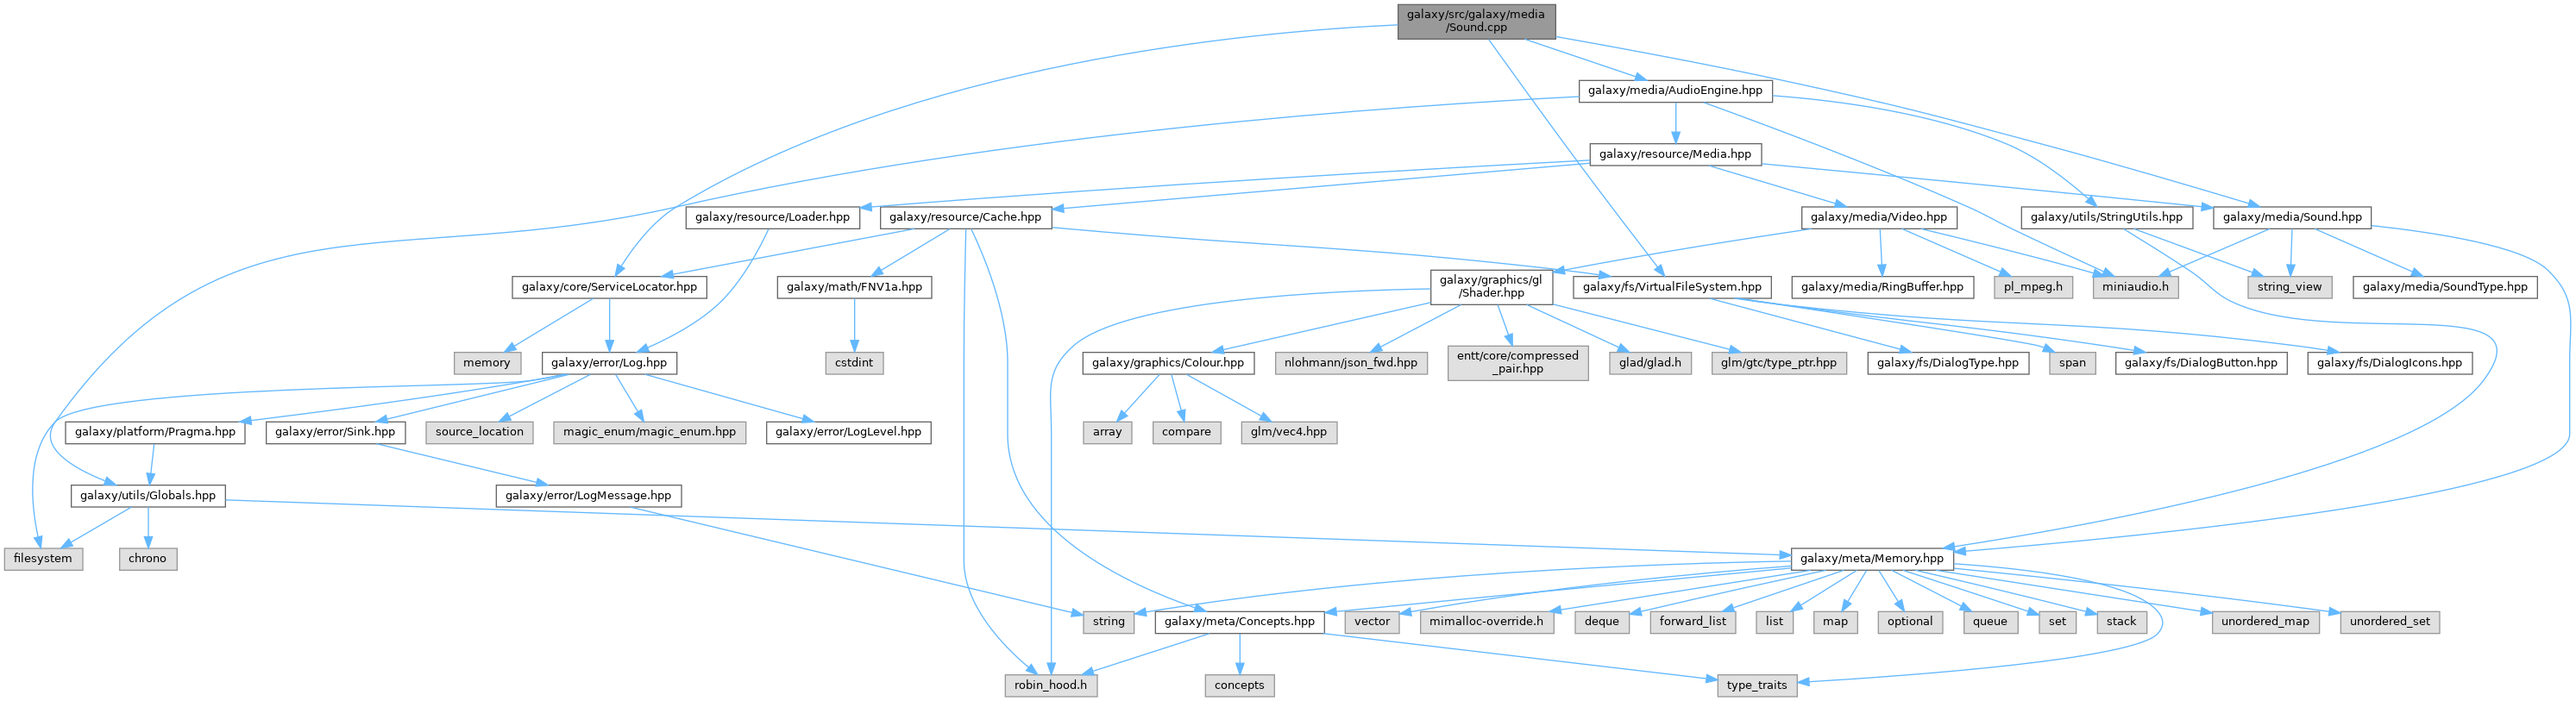 galaxy/src/galaxy/media
/Sound.cpp
galaxy/media/AudioEngine.hpp
galaxy/resource/Media.hpp
galaxy/resource/Loader.hpp
galaxy/resource/Cache.hpp
galaxy/media/Video.hpp
galaxy/utils/StringUtils.hpp
galaxy/media/Sound.hpp
galaxy/core/ServiceLocator.hpp
galaxy/math/FNV1a.hpp
galaxy/graphics/gl
/Shader.hpp
galaxy/fs/VirtualFileSystem.hpp
galaxy/media/RingBuffer.hpp
pl_mpeg.h
miniaudio.h
string_view
galaxy/media/SoundType.hpp
memory
galaxy/error/Log.hpp
cstdint
galaxy/graphics/Colour.hpp
nlohmann/json_fwd.hpp
entt/core/compressed
_pair.hpp
glad/glad.h
glm/gtc/type_ptr.hpp
galaxy/fs/DialogType.hpp
span
galaxy/fs/DialogButton.hpp
galaxy/fs/DialogIcons.hpp
galaxy/platform/Pragma.hpp
galaxy/error/Sink.hpp
source_location
magic_enum/magic_enum.hpp
galaxy/error/LogLevel.hpp
array
compare
glm/vec4.hpp
galaxy/utils/Globals.hpp
galaxy/error/LogMessage.hpp
filesystem
chrono
galaxy/meta/Memory.hpp
string
galaxy/meta/Concepts.hpp
vector
mimalloc-override.h
deque
forward_list
list
map
optional
queue
set
stack
unordered_map
unordered_set
robin_hood.h
concepts
type_traits